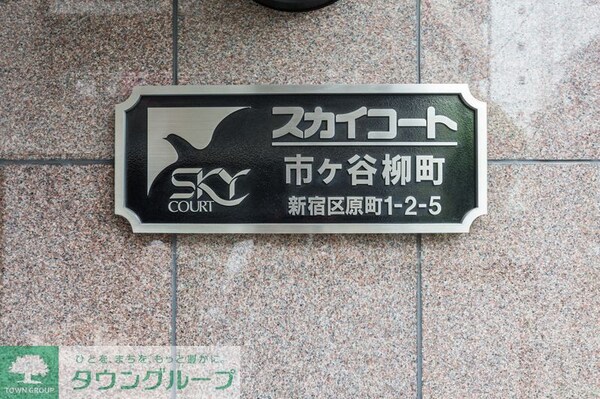 スカイコート
市ヶ谷柳町
新宿区原町1-2-5
SKY
COURT
ひとを、まちを、もっと豊かに。
タウングループ
TOWN GROUP